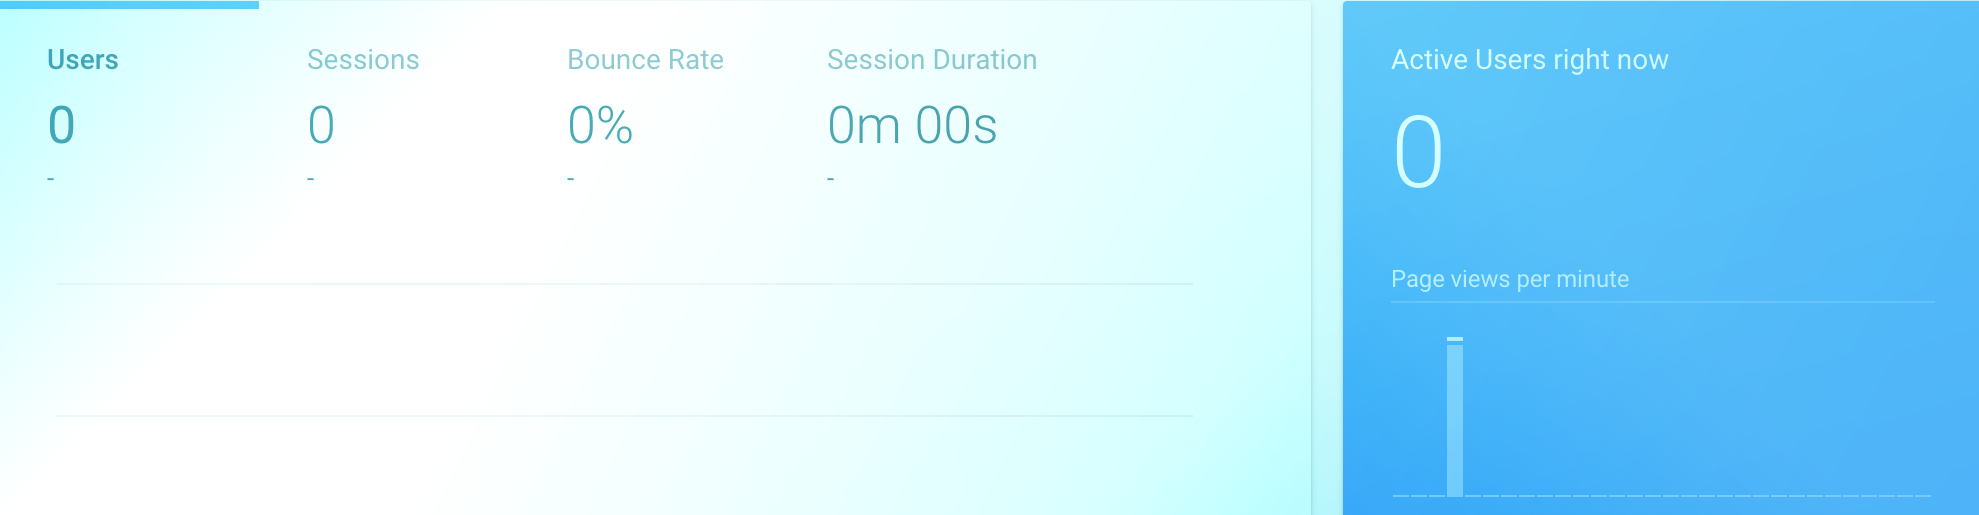 Users
0
-
Sessions
0
-
Bounce Rate
0%
-
Session Duration
0m 00s
-
Active Users right now
0
Page views per minute